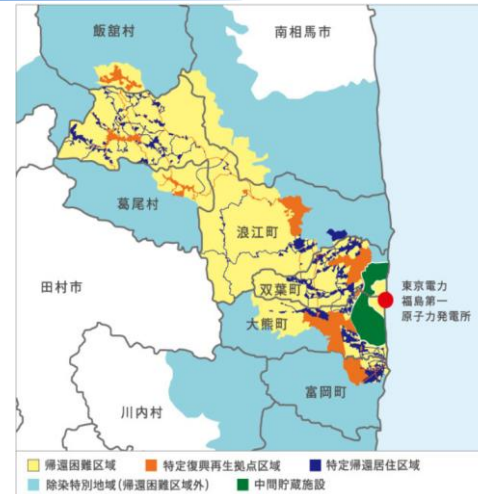 飯舘村
南相馬市
葛尾村
浪江町
田村市
双葉町
大熊町
東京電力
福島第一
原子力発電所
富岡町
川内村
帰還困難区域
特定復興再生拠点区域
特定帰還居住区域
除染特別地域(帰還困難区域外)
中間貯蔵施設